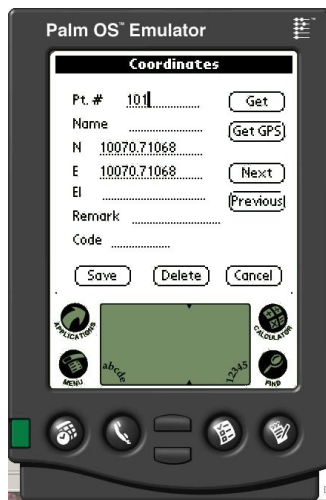 Palm OS™ Emulator
Coordinates
Pt. # 101 Get
Name Get GPS
N 10070.71068
E 10070.71068 Next
El Previous
Remark
Code
Save Delete Cancel
APPLICATIONS CALCULATOR
abcde 12345
MENU FIND